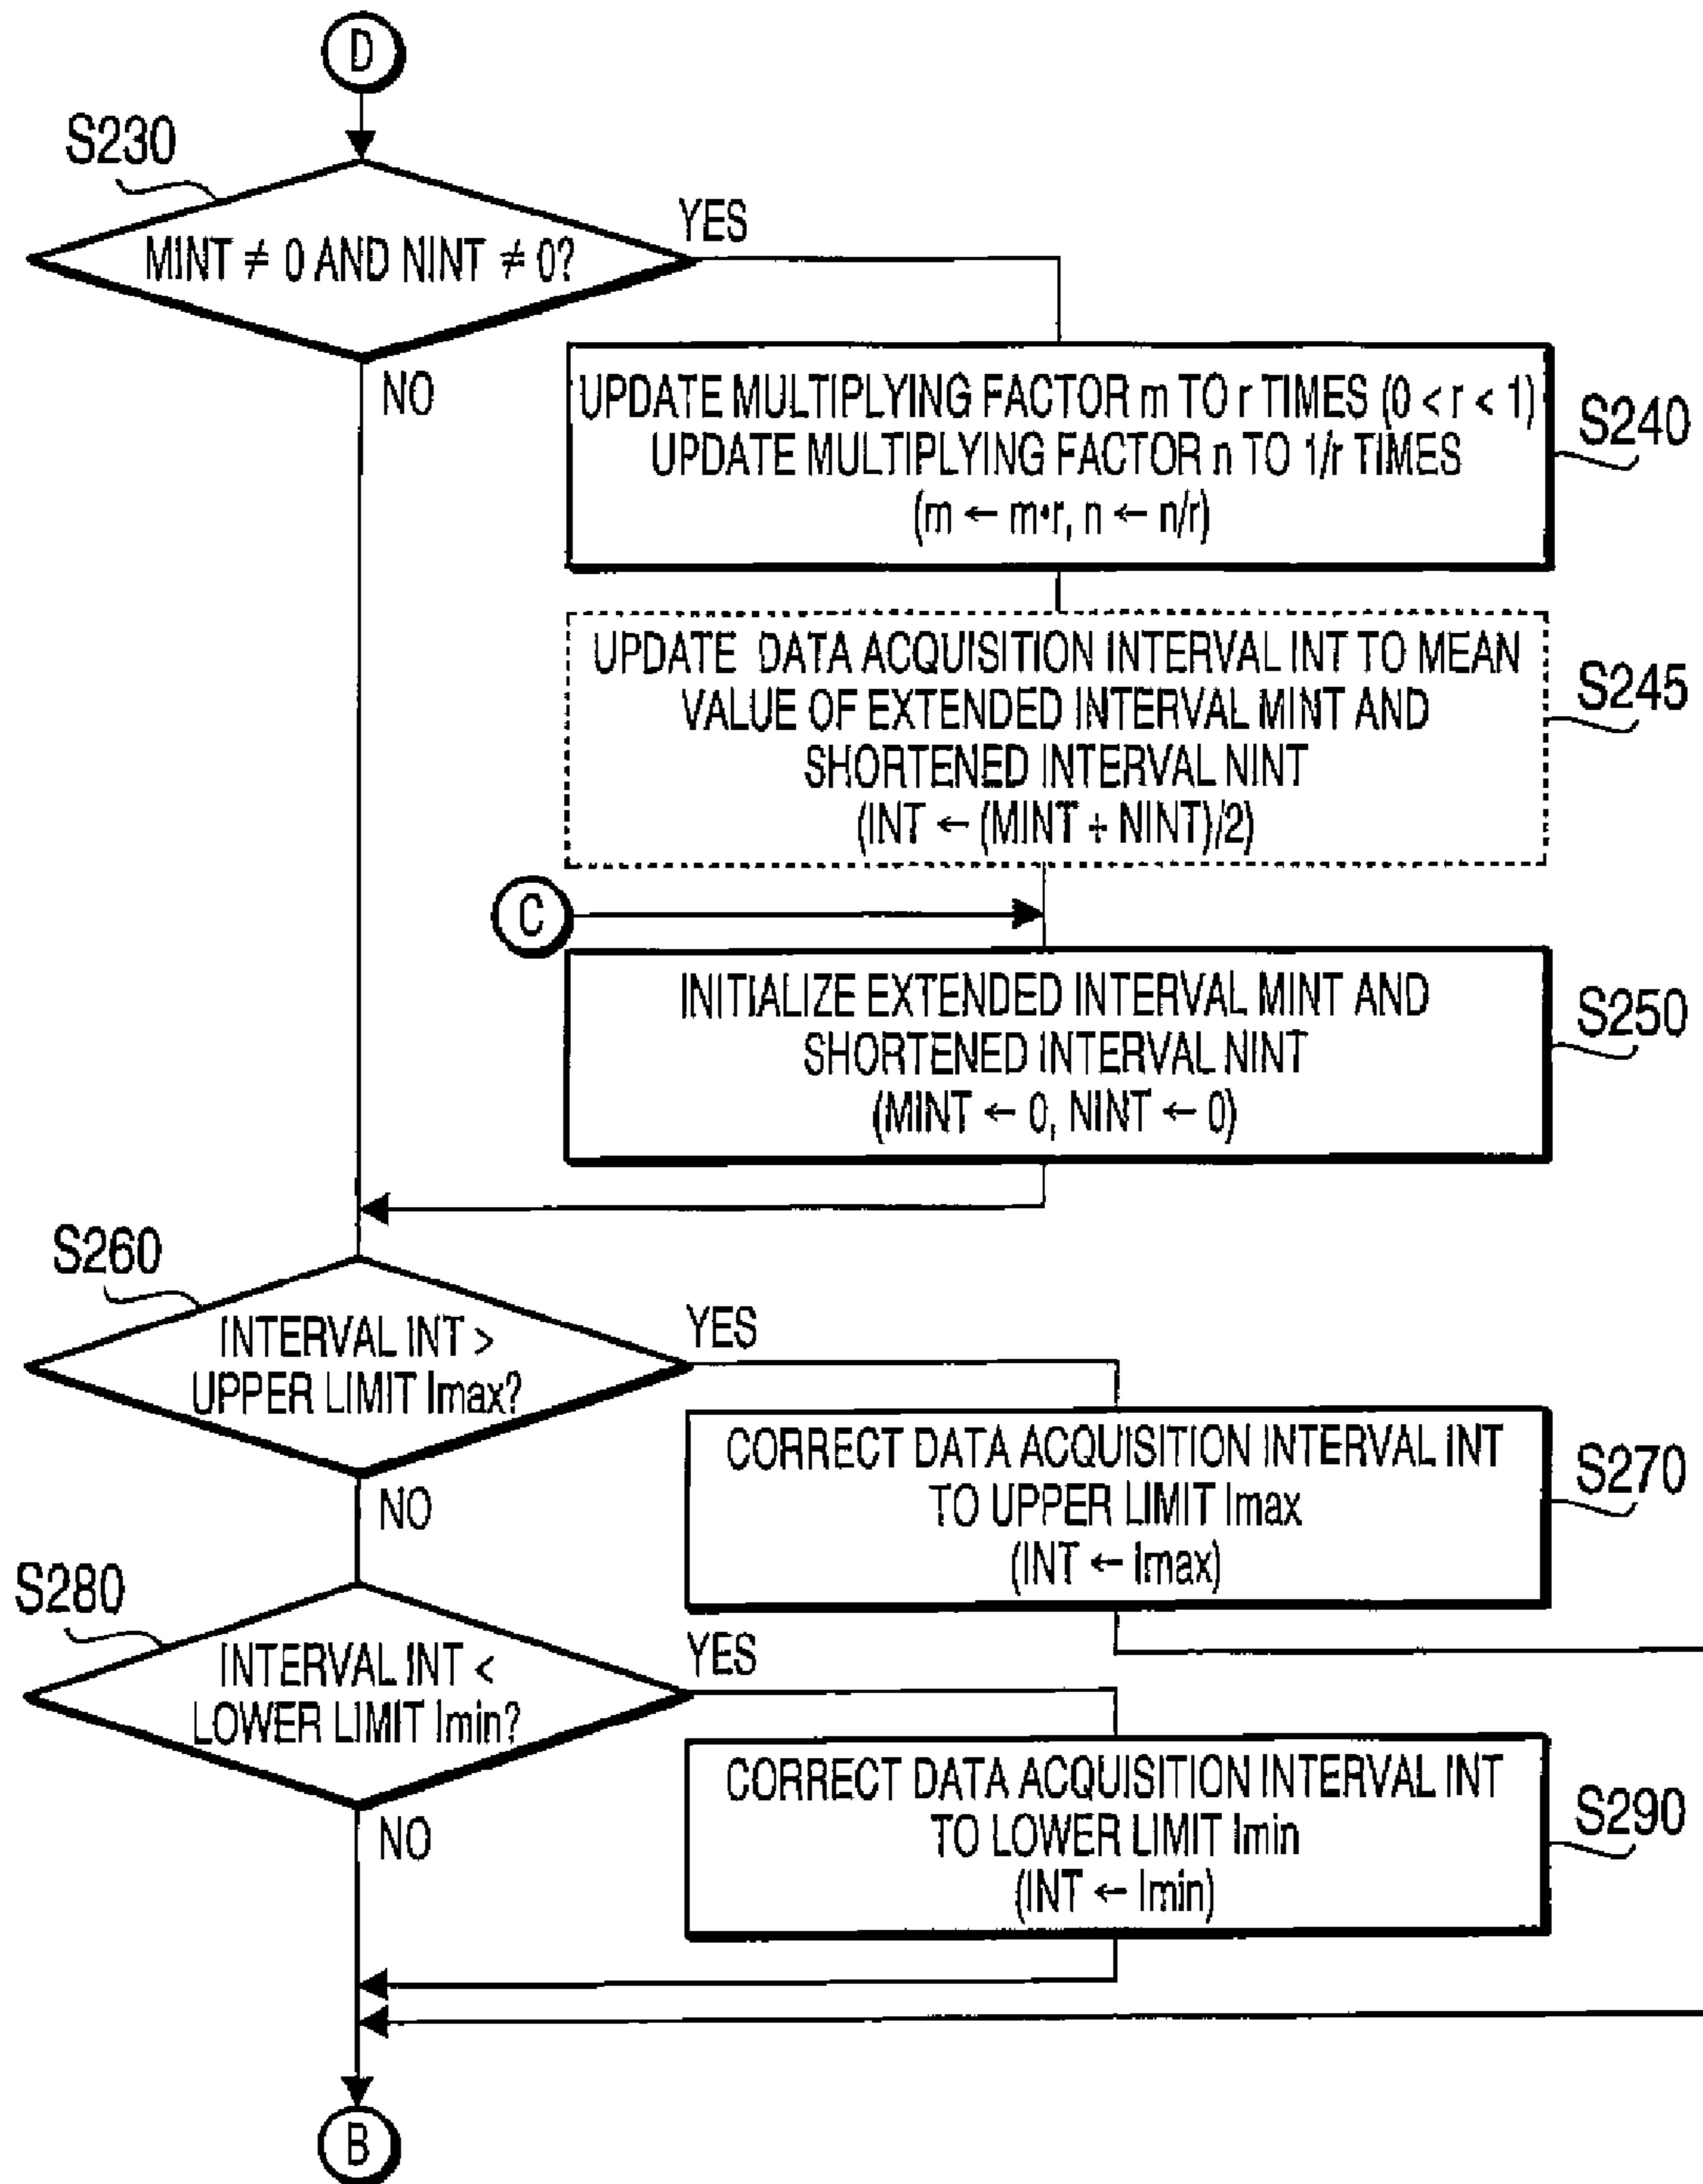 D
S230
MINT ≠ 0 AND NINT ≠ 0?
YES
NO
UPDATE MULTIPLYING FACTOR m TO r TIMES (0 < r < 1)
UPDATE MULTIPLYING FACTOR n TO 1/r TIMES
(m ← m•r, n ← n/r)
S240
UPDATE DATA ACQUISITION INTERVAL INT TO MEAN
VALUE OF EXTENDED INTERVAL MINT AND
SHORTENED INTERVAL NINT
(INT ← (MINT + NINT)/2)
S245
C
INITIALIZE EXTENDED INTERVAL MINT AND
SHORTENED INTERVAL NINT
(MINT ← 0, NINT ← 0)
S250
S260
INTERVAL INT >
UPPER LIMIT Imax?
YES
NO
CORRECT DATA ACQUISITION INTERVAL INT
TO UPPER LIMIT Imax
(INT ← Imax)
S270
S280
INTERVAL INT <
LOWER LIMIT Imin?
YES
NO
CORRECT DATA ACQUISITION INTERVAL INT
TO LOWER LIMIT Imin
(INT ← Imin)
S290
B